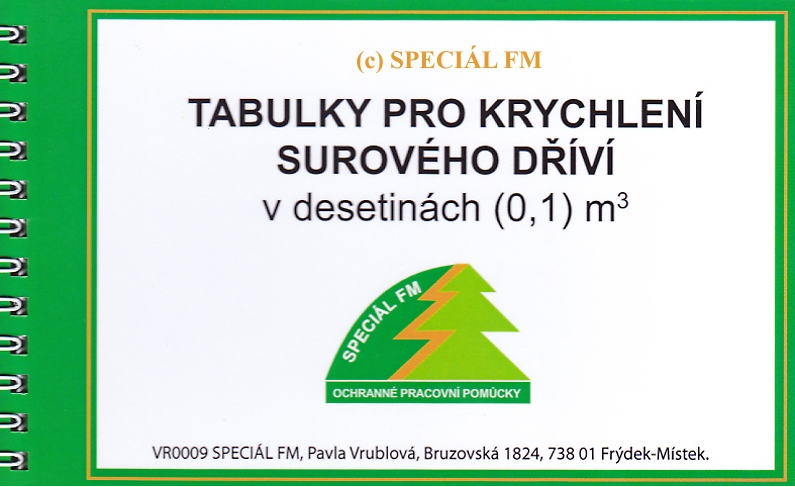 (c) SPECIÁL FM
TABULKY PRO KRYCHLENÍ
SUROVÉHO DŘÍVÍ
v desetinách (0,1) m³
SPECIÁL FM
OCHRANNÉ PRACOVNÍ POMŮCKY
VR0009 SPECIÁL FM, Pavla Vrublová, Bruzovská 1824, 738 01 Frýdek-Místek.